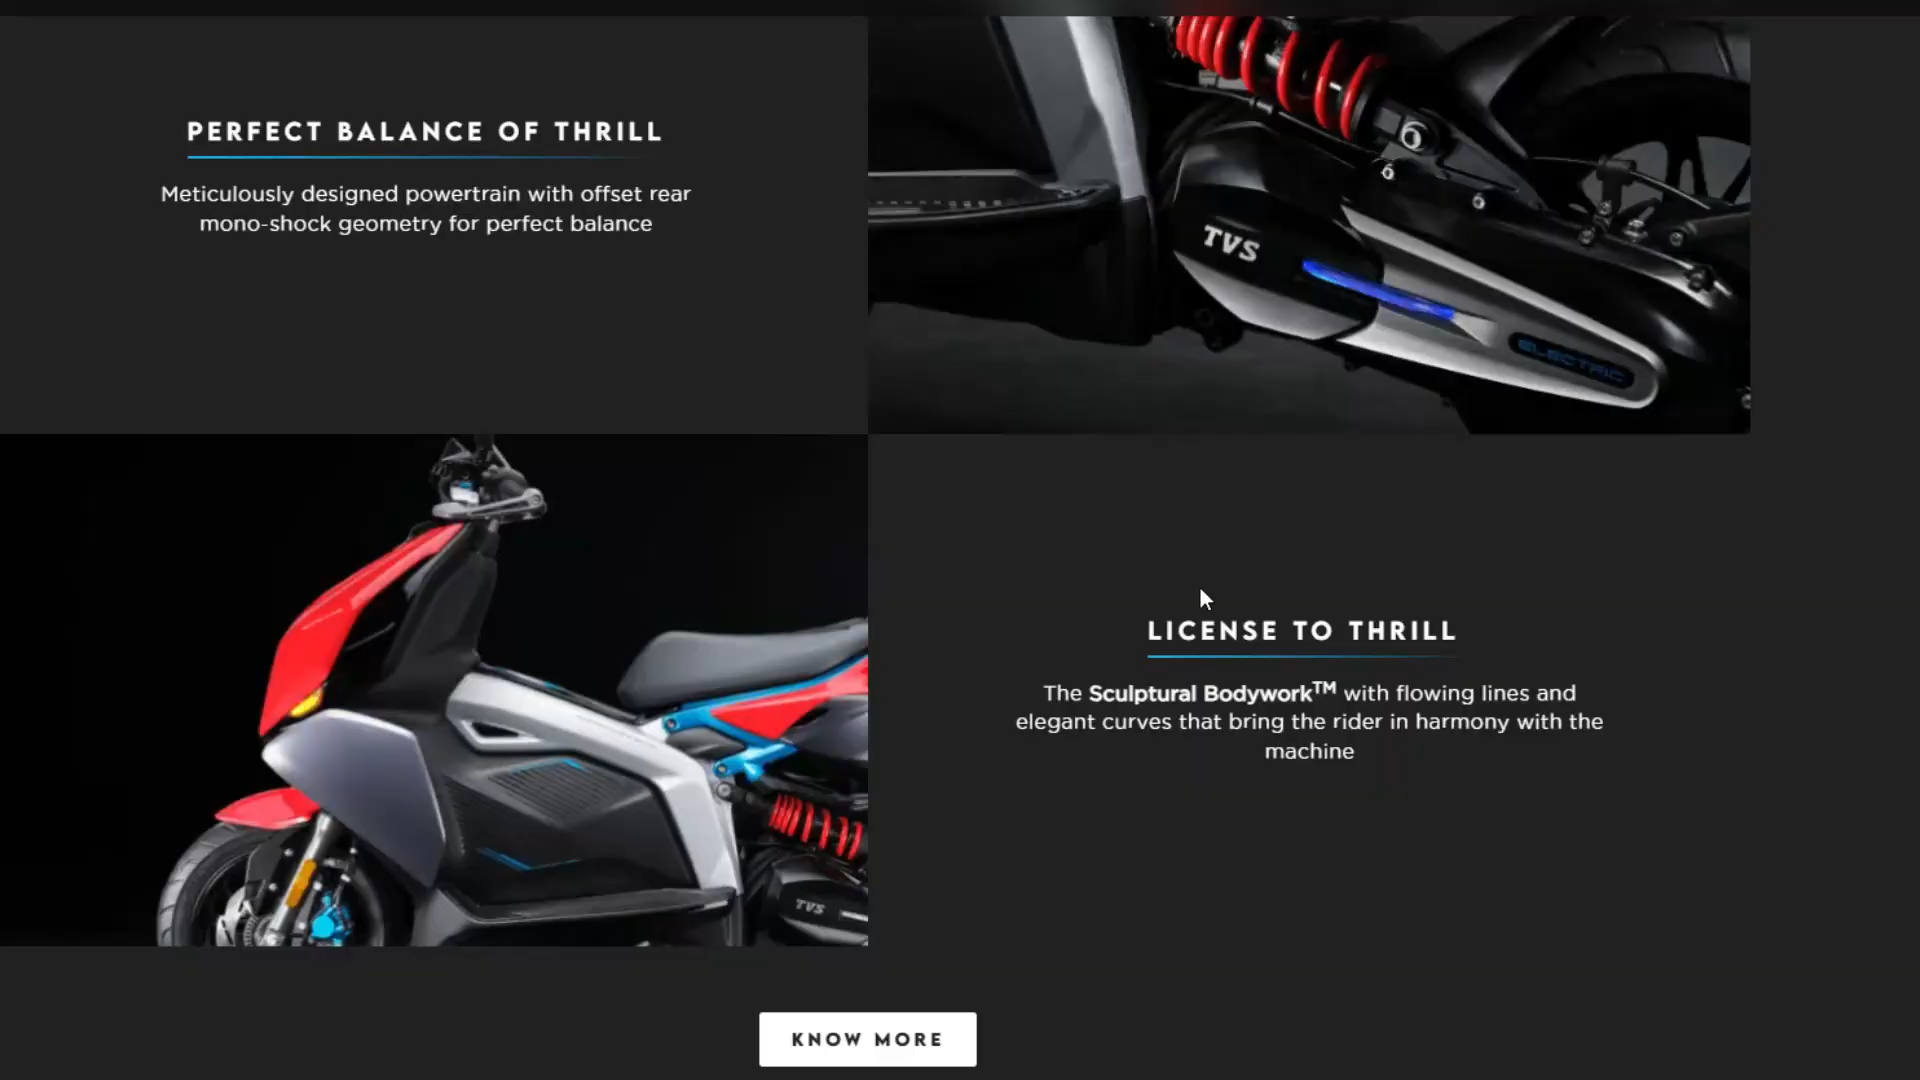 PERFECT BALANCE OF THRILL
Meticulously designed powertrain with offset rear
mono-shock geometry for perfect balance
TVS
ELECTRIC
TVS
LICENSE TO THRILL
The Sculptural Bodywork™ with flowing lines and
elegant curves that bring the rider in harmony with the
machine
KNOW MORE